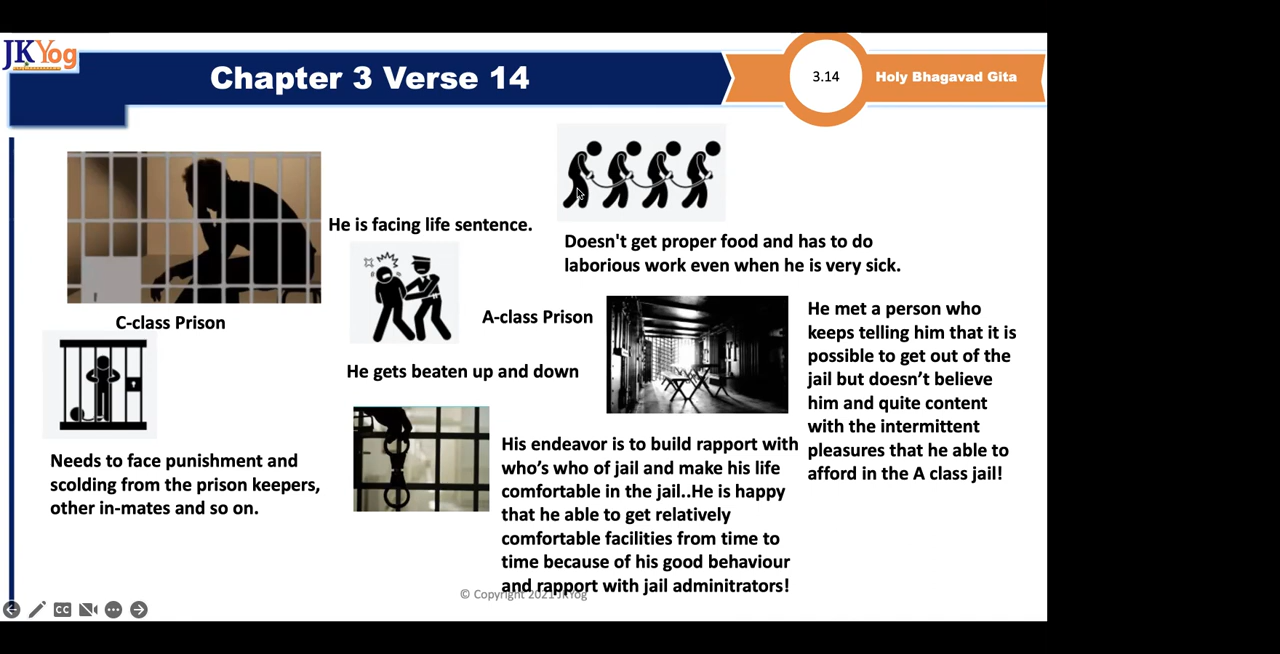 JKYog
Chapter 3 Verse 14
3.14
Holy Bhagavad Gita
He is facing life sentence.
Doesn't get proper food and has to do
laborious work even when he is very sick.
C-class Prison
A-class Prison
He gets beaten up and down
Needs to face punishment and
scolding from the prison keepers,
other in-mates and so on.
His endeavor is to build rapport with
who's who of jail and make his life
comfortable in the jail..He is happy
that he able to get relatively
comfortable facilities from time to
time because of his good behaviour
and rapport with jail adminitrators!
He met a person who
keeps telling him that it is
possible to get out of the
jail but doesn’t believe
him and quite content
with the intermittent
pleasures that he able to
afford in the A class jail!
© Copyright 2021 JKYog
CC